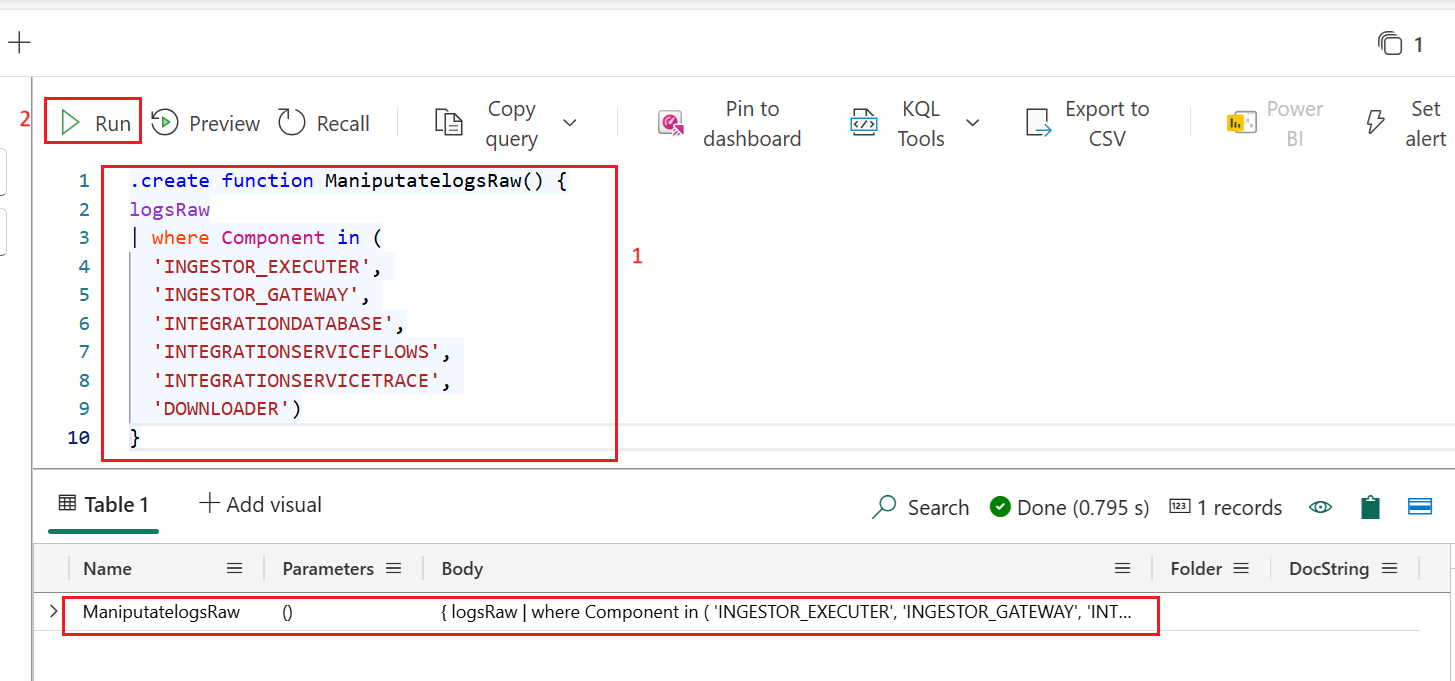 1
2
Run
Preview
Recall
Copy query
Pin to dashboard
KQL Tools
Export to CSV
Power BI
Set alert
1 .create function ManiputatelogsRaw() {
2 logsRaw
3 | where Component in (
4 'INGESTOR_EXECUTER',
5 'INGESTOR_GATEWAY',
6 'INTEGRATIONDATABASE',
7 'INTEGRATIONSERVICEFLOWS',
8 'INTEGRATIONSERVICETRACE',
9 'DOWNLOADER')
10 }
1
Table 1
Add visual
Search
Done (0.795 s)
123 1 records
Name Parameters Body Folder DocString
ManiputatelogsRaw () { logsRaw | where Component in ( 'INGESTOR_EXECUTER', 'INGESTOR_GATEWAY', 'INT...